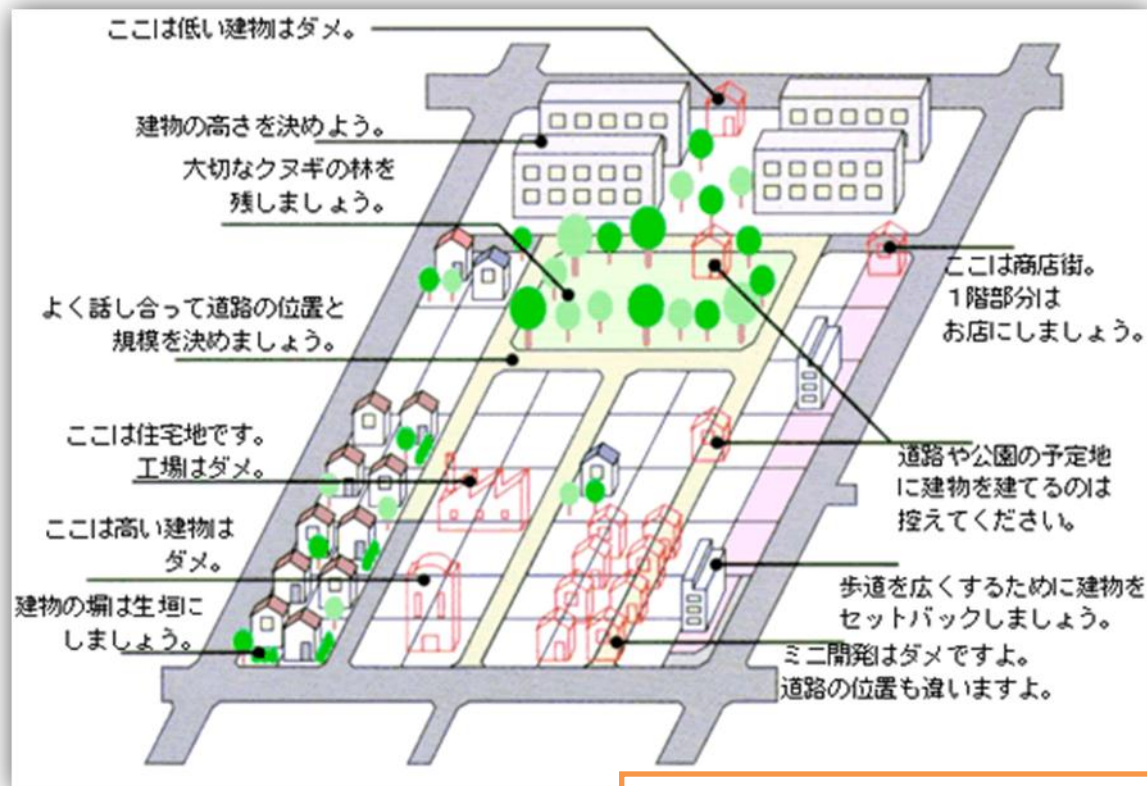 ここは低い建物はダメ。
建物の高さを決めよう。
大切なクヌギの林を
残しましょう。
よく話し合って道路の位置と
規模を決めましょう。
ここは住宅地です。
工場はダメ。
ここは高い建物は
ダメ。
建物の塀は生垣に
しましょう。
ここは商店街。
1階部分は
お店にしましょう。
道路や公園の予定地
に建物を建てるのは
控えてください。
歩道を広くするために建物を
セットバックしましょう。
ミニ開発はダメですよ。
道路の位置も違いますよ。